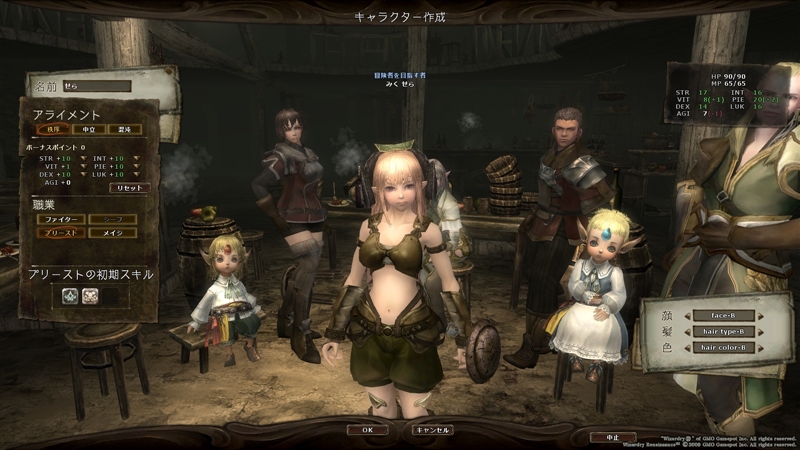 キャラクター作成
名前 せら
アライメント
秩序 中立 混沌
ボーナスポイント 0
STR +10 INT +10
VIT +1 PIE +10
DEX +10 LUK +10
AGI +0 リセット
職業
ファイター シーフ
プリースト メイジ
プリーストの初期スキル
冒険者を目指す者
みく せら
HP 90/90
MP 65/65
STR 17 INT 16
VIT 8(+1) PIE 20(+2)
DEX 14 LUK 16
AGI 7(-1)
顔 face-B
髪 hair type-B
色 hair color-B
OK キャンセル
中止
"Wizardry®" of GMO Gamepot Inc. All rights reserved.
Wizardry Renaissance™ ©2009 GMO Gamepot Inc. All rights reserved.